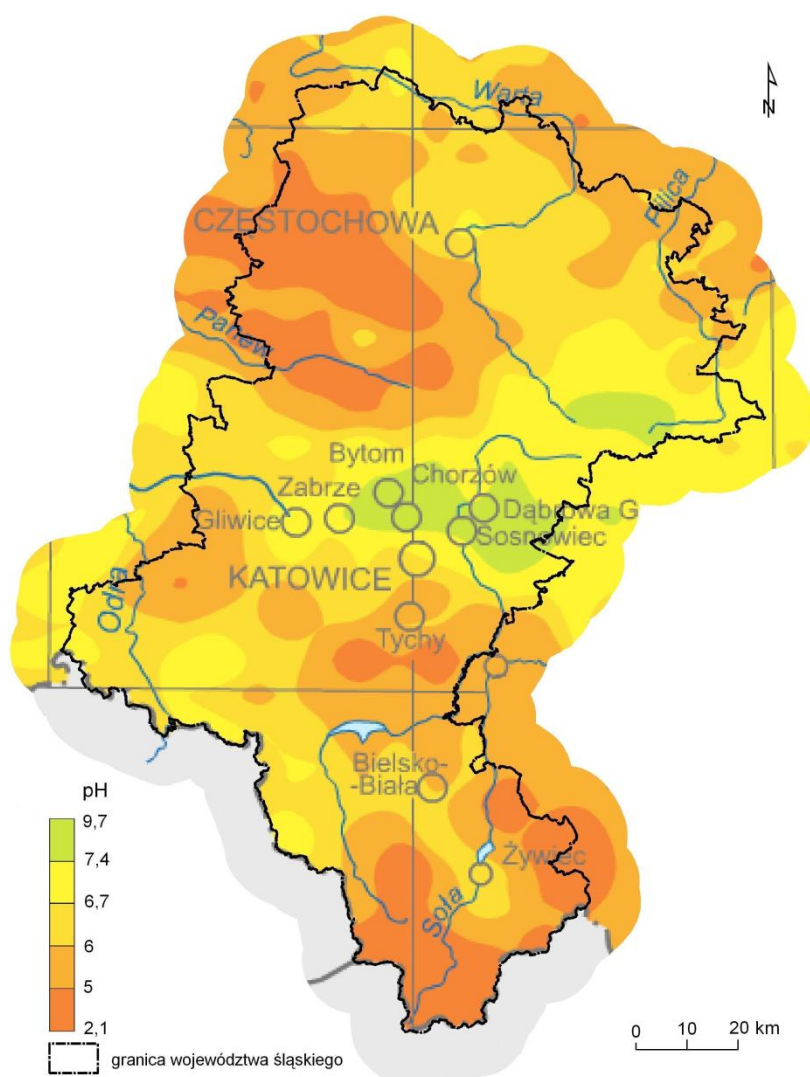 Warta
N
Pilica
CZĘSTOCHOWA
Panew
Bytom
Chorzów
Zabrze
Dąbrowa G
Gliwice
Sosnowiec
KATOWICE
Odra
Tychy
Bielsko-
-Biała
Żywiec
Soła
pH
9,7
7,4
6.7
6
5
2,1
granica województwa śląskiego
0 10 20 km